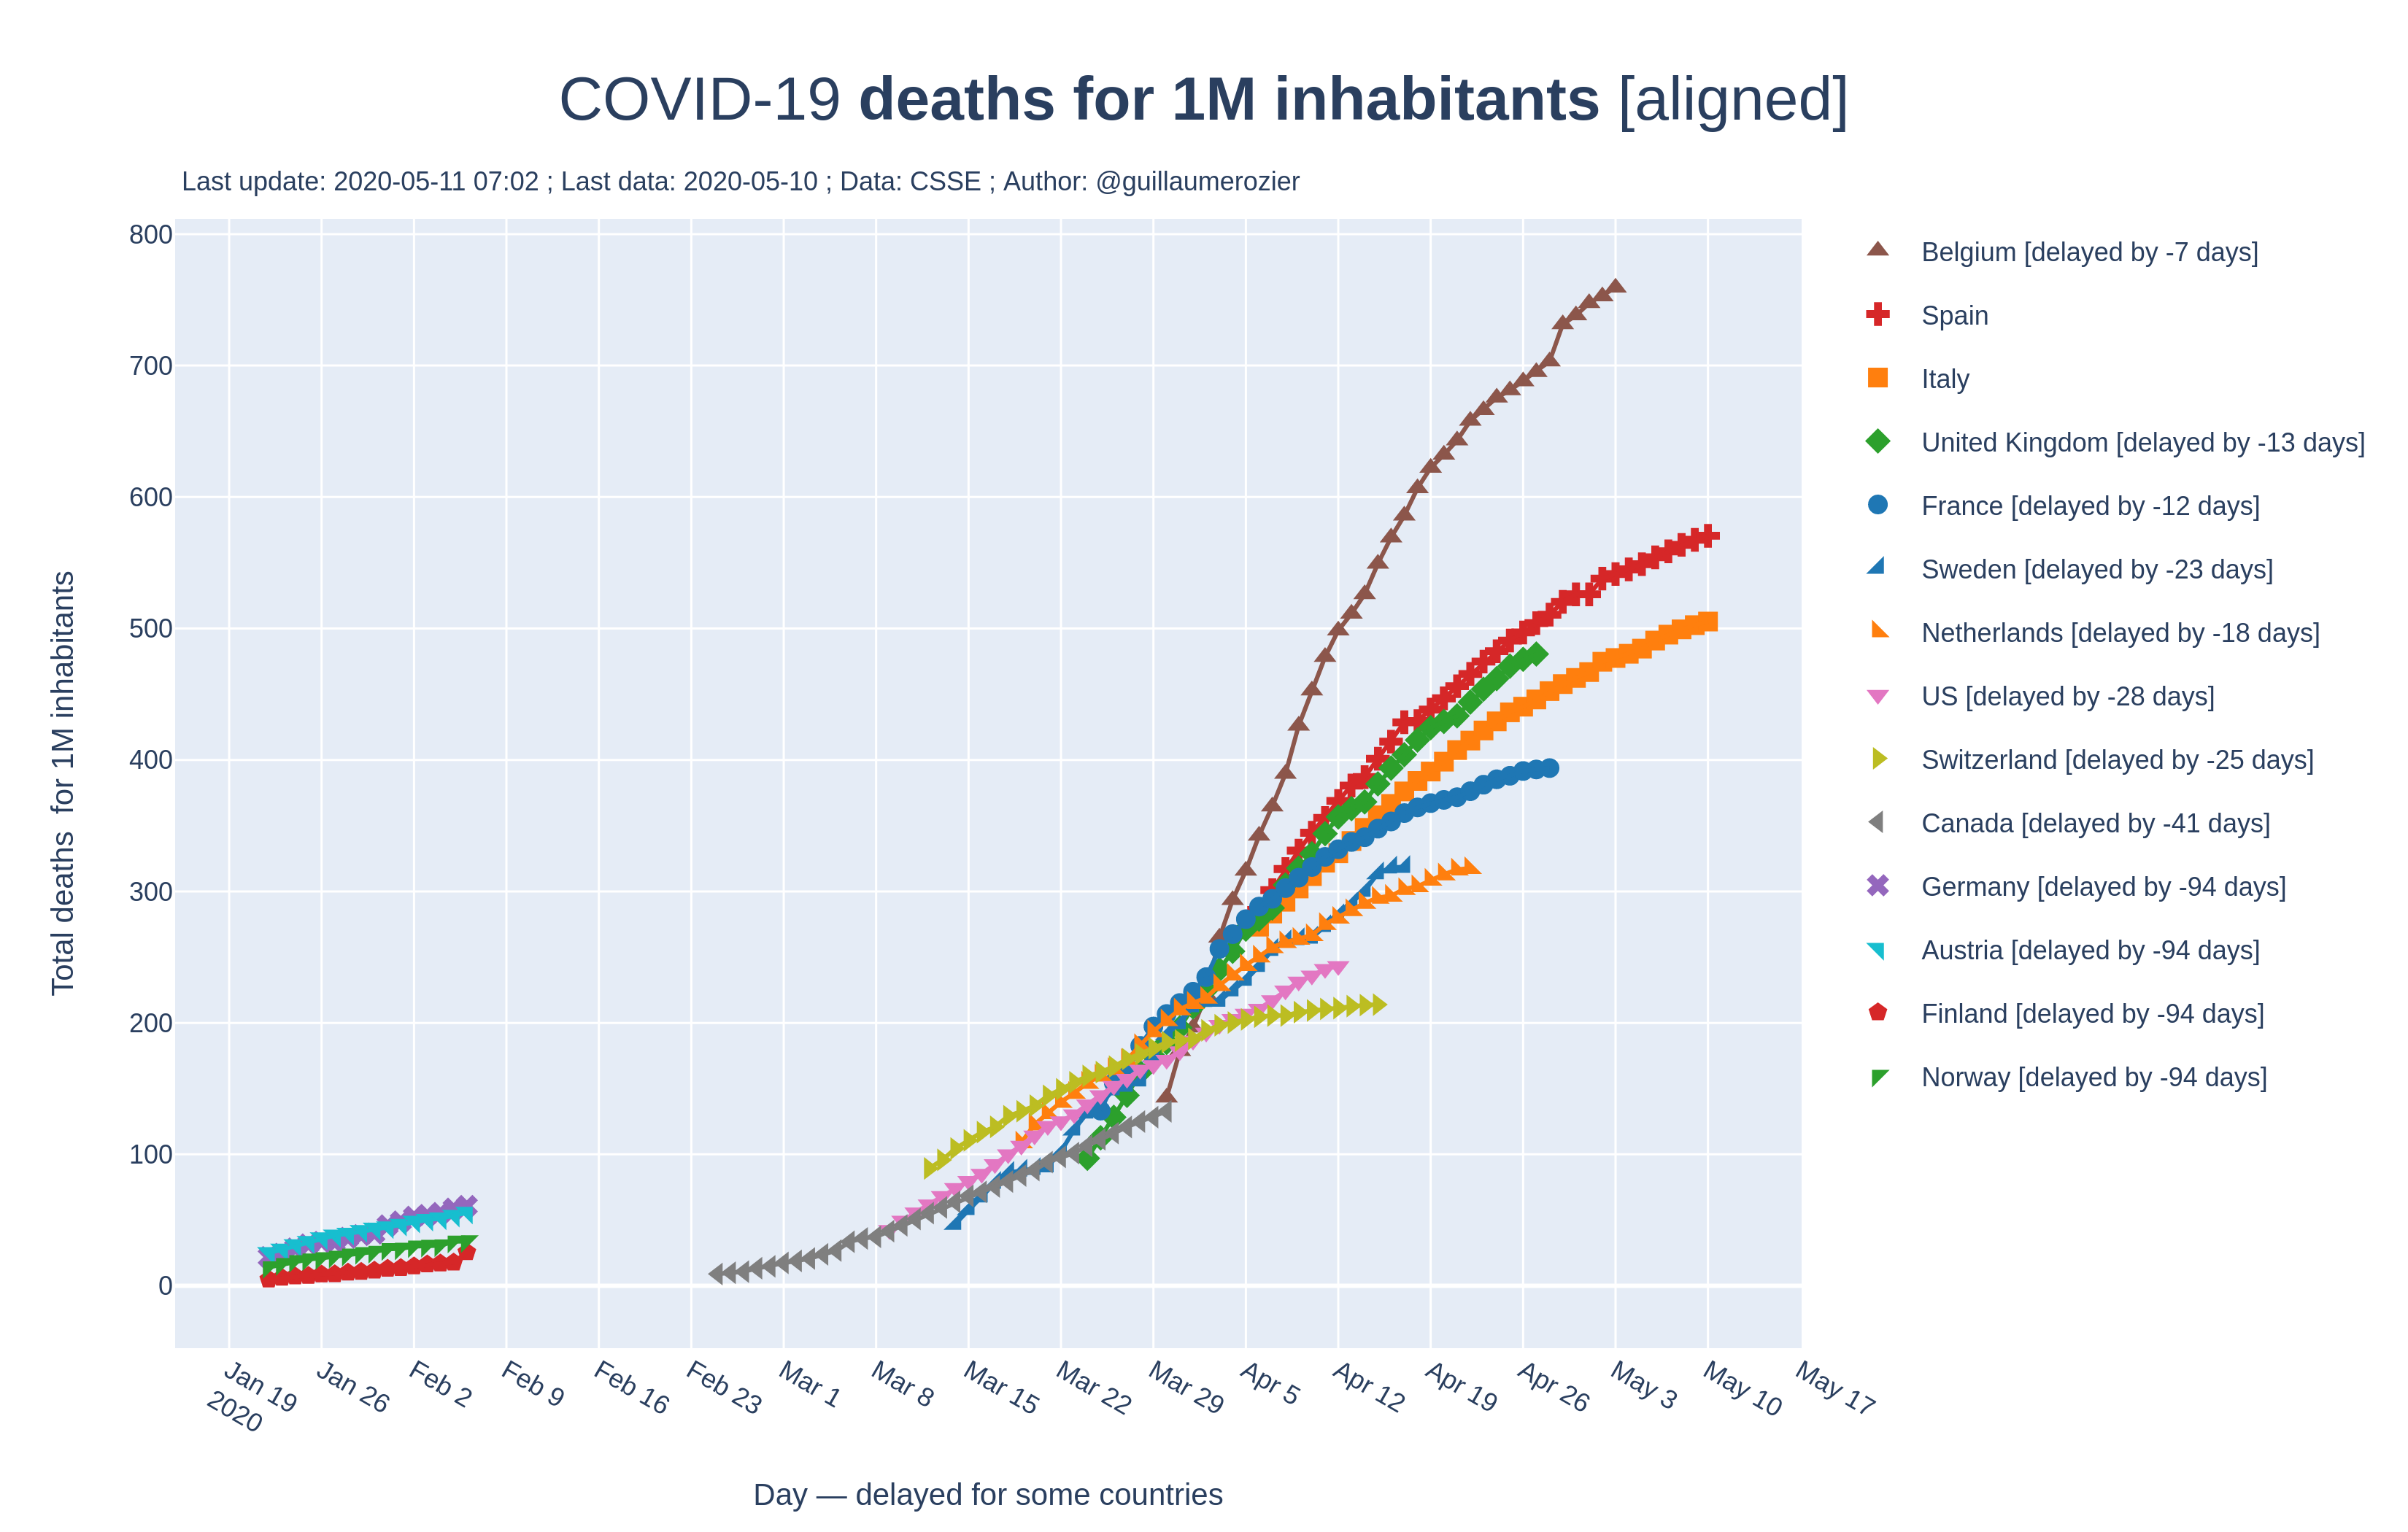 COVID-19 deaths for 1M inhabitants [aligned]
Last update: 2020-05-11 07:02 ; Last data: 2020-05-10 ; Data: CSSE ; Author: @guillaumerozier
800
700
600
500
400
300
200
100
0
Total deaths for 1M inhabitants
Jan 19
2020
Jan 26
Feb 2
Feb 9
Feb 16
Feb 23
Mar 1
Mar 8
Mar 15
Mar 22
Mar 29
Apr 5
Apr 12
Apr 19
Apr 26
May 3
May 10
May 17
Day — delayed for some countries
Belgium [delayed by -7 days]
Spain
Italy
United Kingdom [delayed by -13 days]
France [delayed by -12 days]
Sweden [delayed by -23 days]
Netherlands [delayed by -18 days]
US [delayed by -28 days]
Switzerland [delayed by -25 days]
Canada [delayed by -41 days]
Germany [delayed by -94 days]
Austria [delayed by -94 days]
Finland [delayed by -94 days]
Norway [delayed by -94 days]